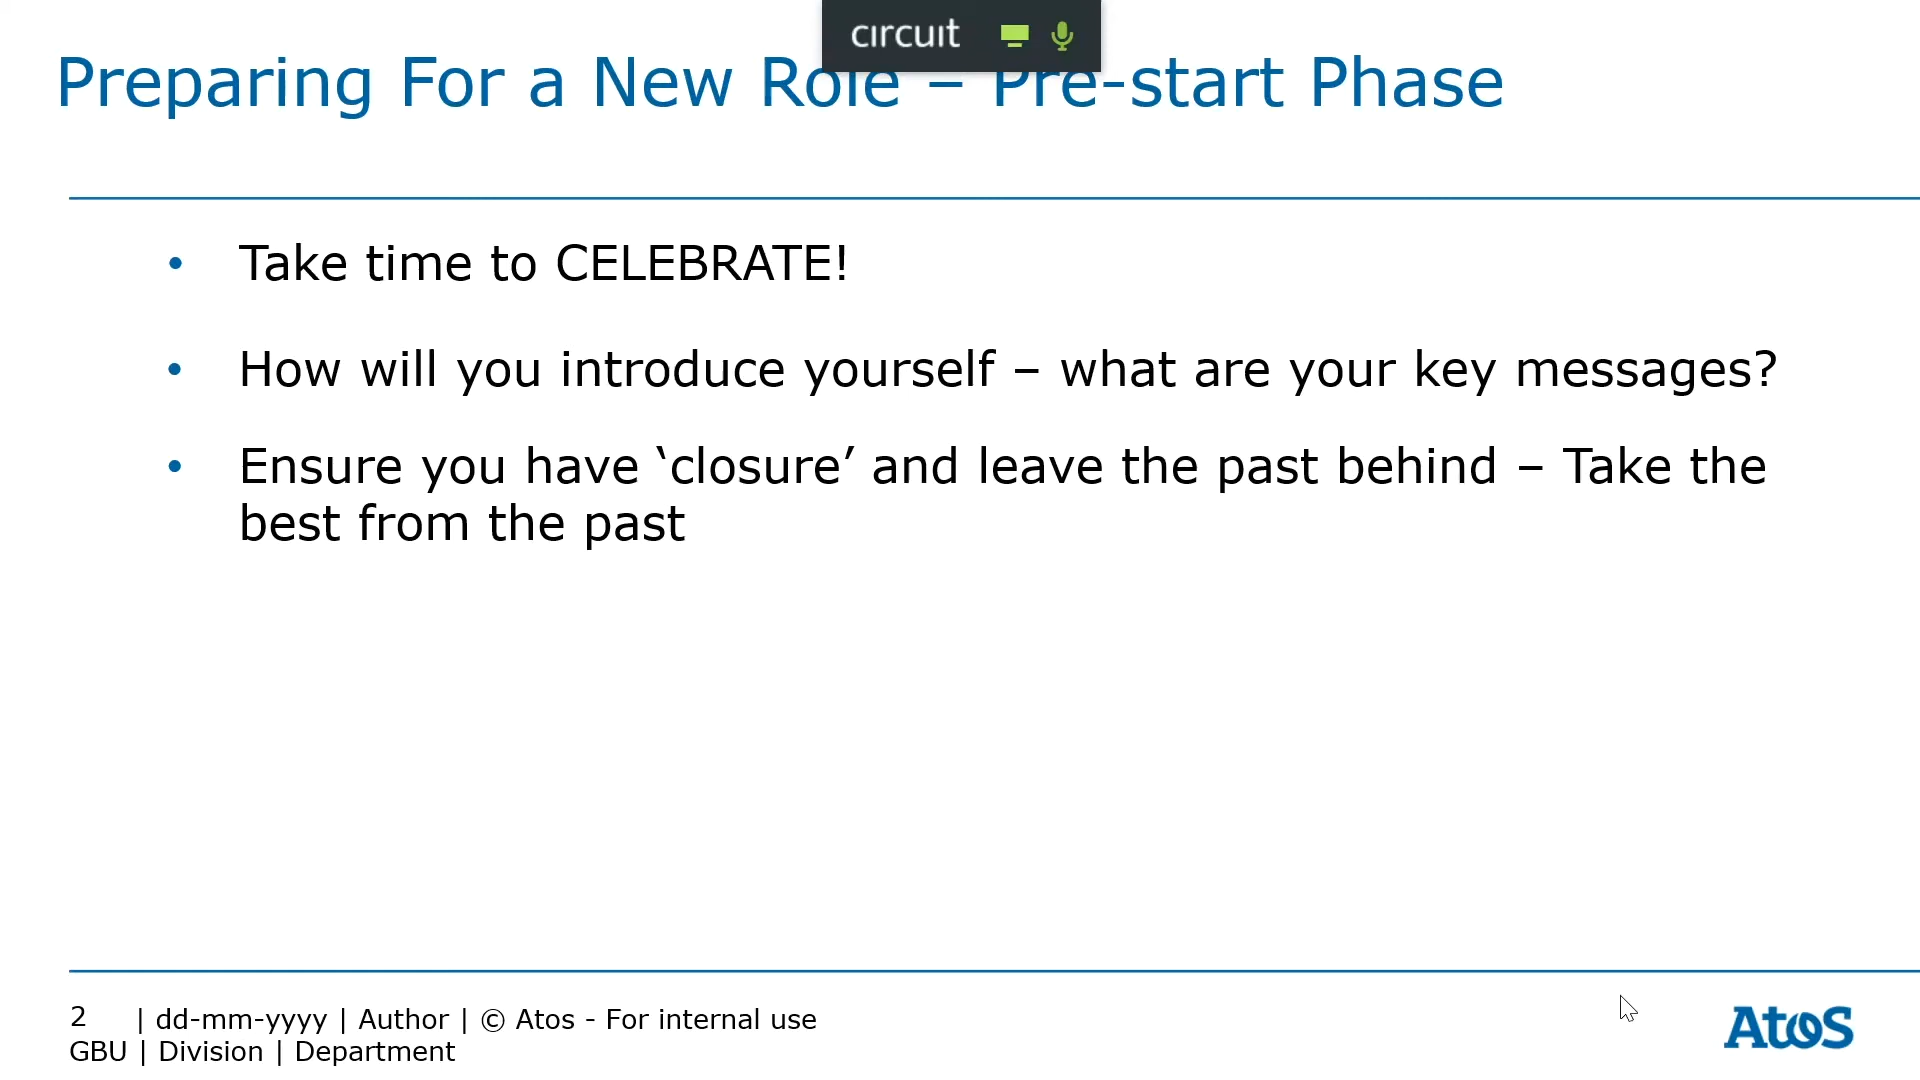 circuit
Preparing For a New Role – Pre-start Phase
• Take time to CELEBRATE!
• How will you introduce yourself – what are your key messages?
• Ensure you have ‘closure’ and leave the past behind – Take the
best from the past
2 | dd-mm-yyyy | Author | © Atos - For internal use
GBU | Division | Department
Atos